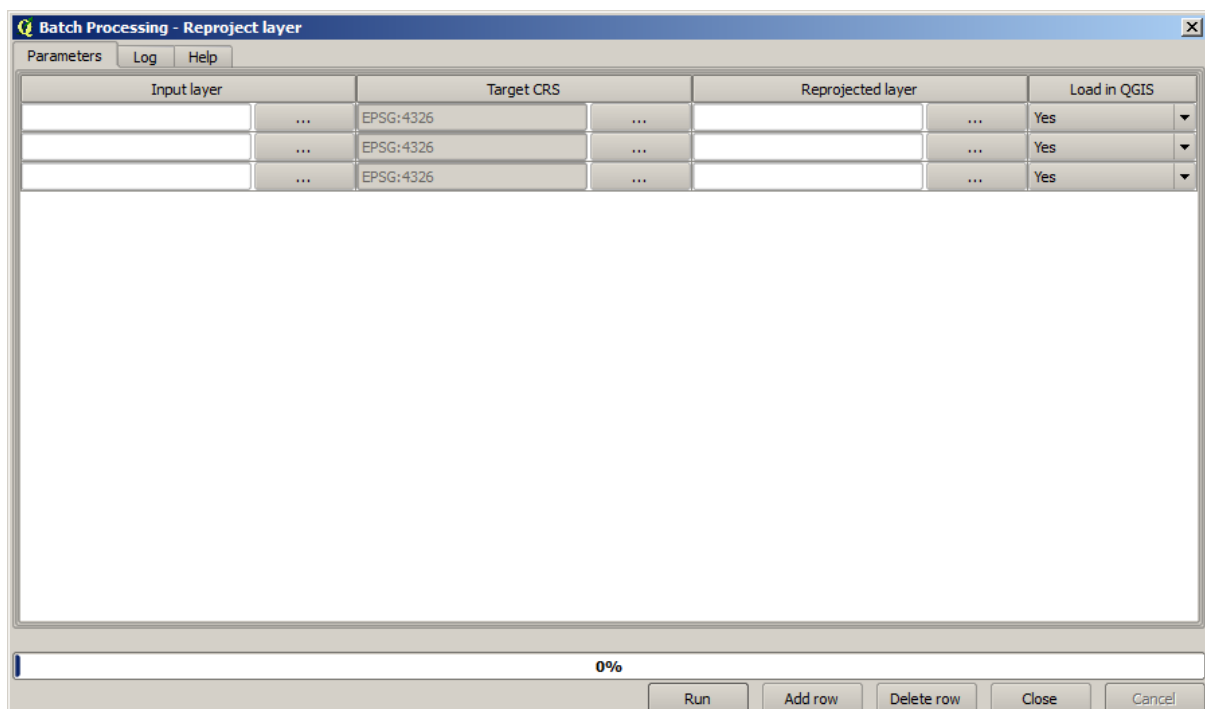 Batch Processing - Reproject layer
Parameters Log Help
Input layer Target CRS Reprojected layer Load in QGIS
... EPSG:4326 ... ... Yes
... EPSG:4326 ... ... Yes
... EPSG:4326 ... ... Yes
0%
Run Add row Delete row Close Cancel